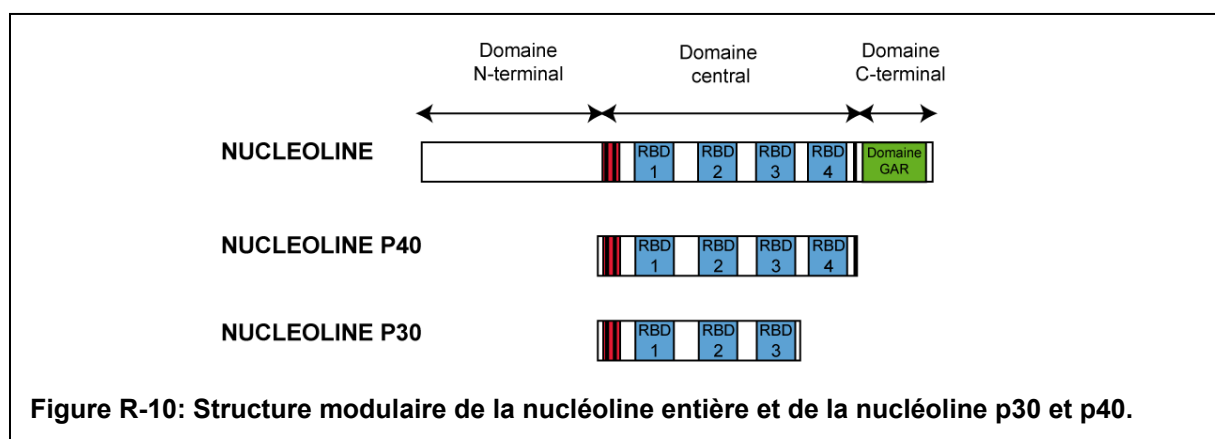 Domaine
N-terminal
Domaine
central
Domaine
C-terminal
NUCLEOLINE
RBD
1
RBD
2
RBD
3
RBD
4
Domaine
GAR
NUCLEOLINE P40
RBD
1
RBD
2
RBD
3
RBD
4
NUCLEOLINE P30
RBD
1
RBD
2
RBD
3
Figure R-10: Structure modulaire de la nucléoline entière et de la nucléoline p30 et p40.